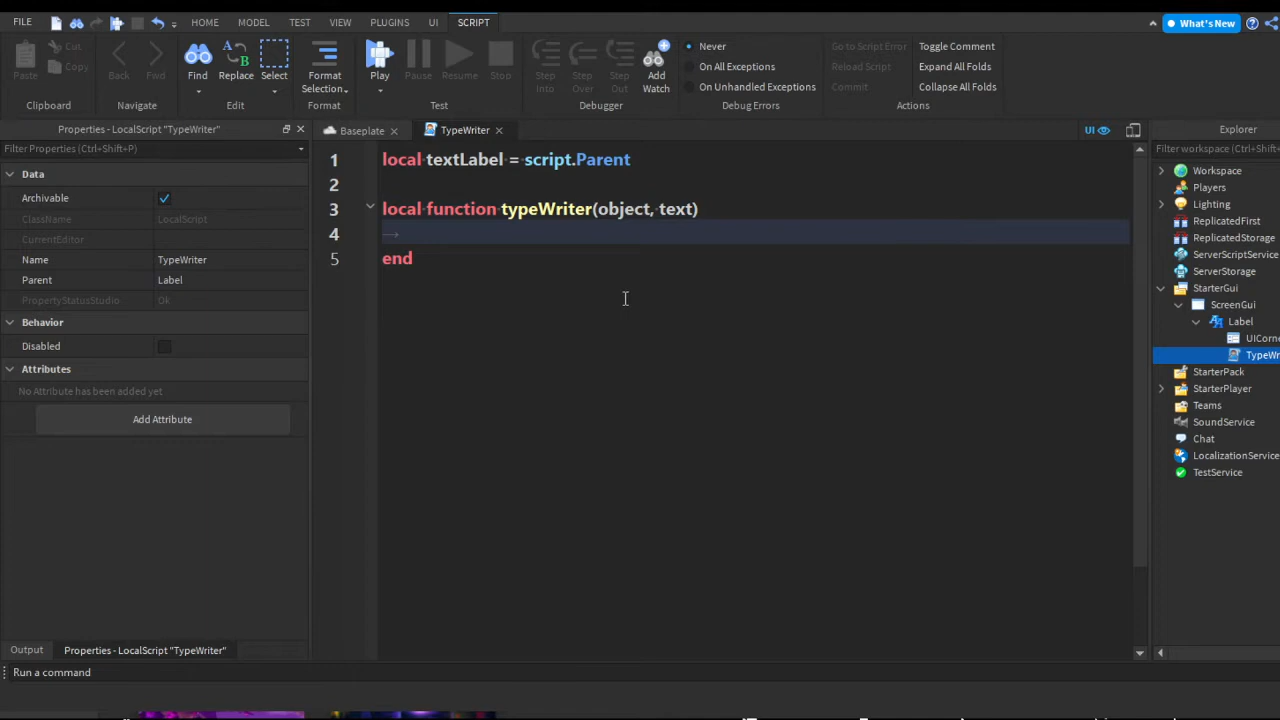 FILE HOME MODEL TEST VIEW PLUGINS UI SCRIPT What's New
Cut
Copy
Paste
Back Fwd
Find Replace Select
Format
Selection
Play Pause Resume Stop
Step
Into
Step
Over
Step
Out
Add
Watch
Never
On All Exceptions
On Unhandled Exceptions
Go to Script Error
Reload Script
Commit
Toggle Comment
Expand All Folds
Collapse All Folds
Clipboard Navigate Edit Format Test Debugger Debug Errors Actions
Properties - LocalScript "TypeWriter"
Filter Properties (Ctrl+Shift+P)
Data
Archivable
ClassName LocalScript
CurrentEditor
Name TypeWriter
Parent Label
PropertyStatusStudio Ok
Behavior
Disabled
Attributes
No Attribute has been added yet
Add Attribute
Output Properties - LocalScript "TypeWriter"
Run a command
Baseplate TypeWriter UI
1 local textLabel = script.Parent
2
3 local function typeWriter(object, text)
4
5 end
Explorer
Filter workspace (Ctrl+Shift+
Workspace
Players
Lighting
ReplicatedFirst
ReplicatedStorage
ServerScriptService
ServerStorage
StarterGui
ScreenGui
Label
UICorne
TypeWr
StarterPack
StarterPlayer
Teams
SoundService
Chat
LocalizationService
TestService